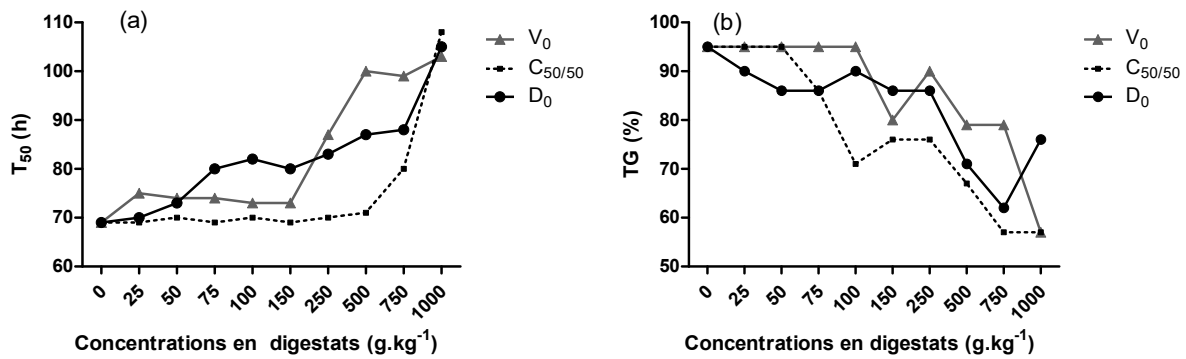 (a)
T₅₀ (h)
110
100
90
80
70
60
0 25 50 75 100 150 250 500 750 1000
Concentrations en digestats (g.kg⁻¹)
V₀
C₅₀/₅₀
D₀
(b)
TG (%)
100
90
80
70
60
50
0 25 50 75 100 150 250 500 750 1000
Concentrations en digestats (g.kg⁻¹)
V₀
C₅₀/₅₀
D₀